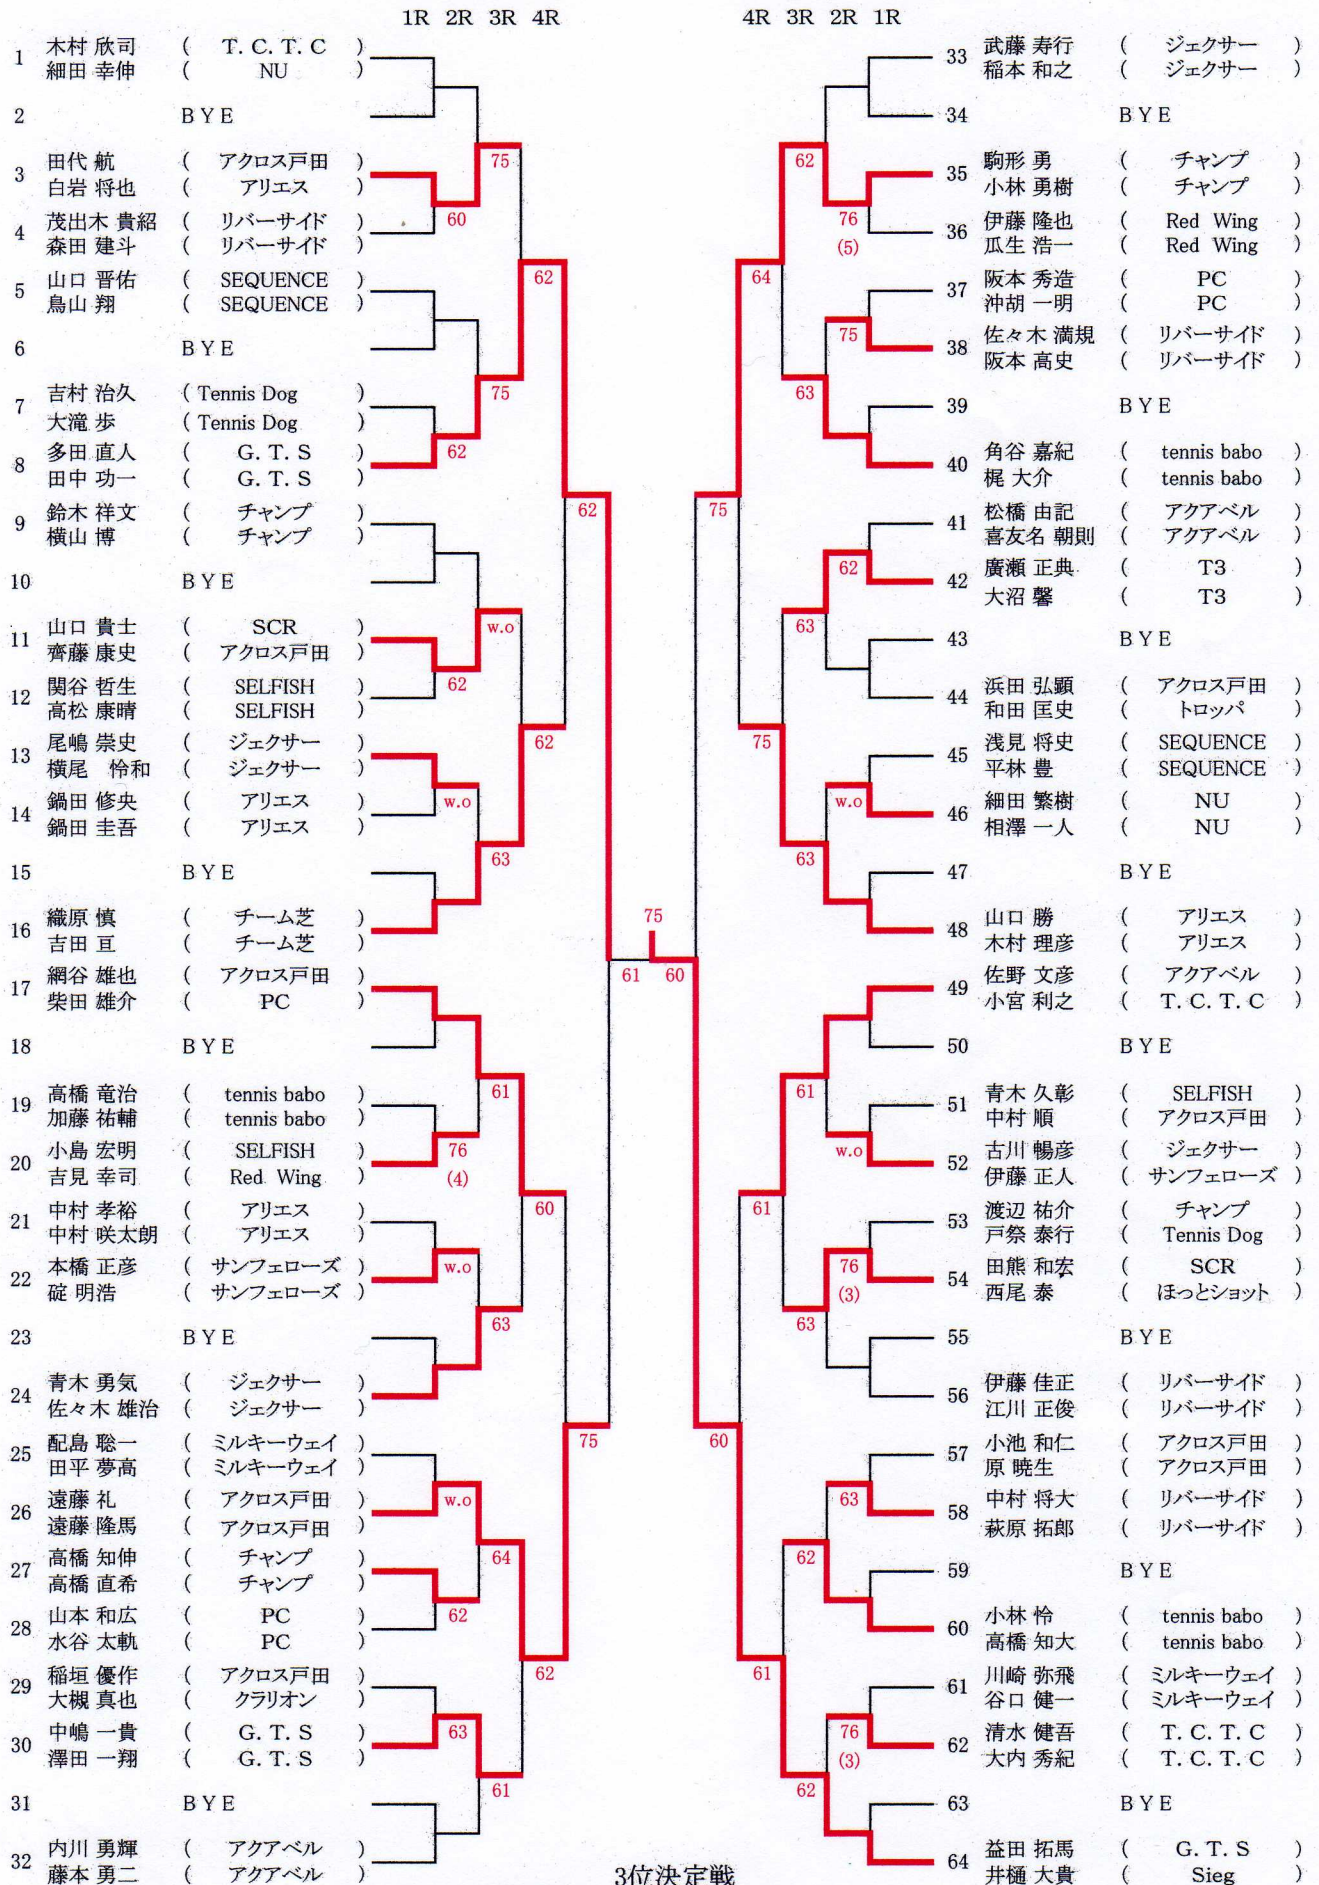 1R 2R 3R 4R
4R 3R 2R 1R
1 木村 欣司 ( T. C. T. C )
細田 幸伸 ( NU )
2 B Y E
3 田代 航 ( アクロス戸田 )
白岩 将也 ( アリエス )
4 茂出木 貴紹 ( リバーサイド )
森田 建斗 ( リバーサイド )
5 山口 晋佑 ( SEQUENCE )
鳥山 翔 ( SEQUENCE )
6 B Y E
7 吉村 治久 ( Tennis Dog )
大滝 歩 ( Tennis Dog )
8 多田 直人 ( G. T. S )
田中 功一 ( G. T. S )
9 鈴木 祥文 ( チャンプ )
横山 博 ( チャンプ )
10 B Y E
11 山口 貴士 ( SCR )
齊藤 康史 ( アクロス戸田 )
12 関谷 哲生 ( SELFISH )
高松 康晴 ( SELFISH )
13 尾嶋 崇史 ( ジェクサー )
横尾 怜和 ( ジェクサー )
14 鍋田 修央 ( アリエス )
鍋田 圭吾 ( アリエス )
15 B Y E
16 織原 慎 ( チーム芝 )
吉田 亘 ( チーム芝 )
17 網谷 雄也 ( アクロス戸田 )
柴田 雄介 ( PC )
18 B Y E
19 高橋 竜治 ( tennis babo )
加藤 祐輔 ( tennis babo )
20 小島 宏明 ( SELFISH )
吉見 幸司 ( Red Wing )
21 中村 孝裕 ( アリエス )
中村 咲太朗 ( アリエス )
22 本橋 正彦 ( サンフェローズ )
碇 明浩 ( サンフェローズ )
23 B Y E
24 青木 勇気 ( ジェクサー )
佐々木 雄治 ( ジェクサー )
25 配島 聡一 ( ミルキーウェイ )
田平 夢高 ( ミルキーウェイ )
26 遠藤 礼 ( アクロス戸田 )
遠藤 隆馬 ( アクロス戸田 )
27 高橋 知伸 ( チャンプ )
高橋 直希 ( チャンプ )
28 山本 和広 ( PC )
水谷 太軌 ( PC )
29 稲垣 優作 ( アクロス戸田 )
大槻 真也 ( クラリオン )
30 中嶋 一貴 ( G. T. S )
澤田 一翔 ( G. T. S )
31 B Y E
32 内川 勇輝 ( アクアベル )
藤本 勇二 ( アクアベル )
60
62
62
w.o
76
(4)
w.o
w.o
62
63
75
75
w.o
63
61
63
64
61
62
62
60
62
62
75
61
75
60
75
60
64
75
61
61
62
63
63
63
61
63
62
62
76
(5)
75
62
w.o
w.o
76
(3)
63
76
(3)
33 武藤 寿行 ( ジェクサー )
稲本 和之 ( ジェクサー )
34 B Y E
35 駒形 勇 ( チャンプ )
小林 勇樹 ( チャンプ )
36 伊藤 隆也 ( Red Wing )
瓜生 浩一 ( Red Wing )
37 阪本 秀造 ( PC )
沖胡 一明 ( PC )
38 佐々木 満規 ( リバーサイド )
阪本 高史 ( リバーサイド )
39 B Y E
40 角谷 嘉紀 ( tennis babo )
梶 大介 ( tennis babo )
41 松橋 由記 ( アクアベル )
喜友名 朝則 ( アクアベル )
42 廣瀬 正典 ( T3 )
大沼 馨 ( T3 )
43 B Y E
44 浜田 弘顕 ( アクロス戸田 )
和田 匡史 ( トロッパ )
45 浅見 将史 ( SEQUENCE )
平林 豊 ( SEQUENCE )
46 細田 繁樹 ( NU )
相澤 一人 ( NU )
47 B Y E
48 山口 勝 ( アリエス )
木村 理彦 ( アリエス )
49 佐野 文彦 ( アクアベル )
小宮 利之 ( T. C. T. C )
50 B Y E
51 青木 久彰 ( SELFISH )
中村 順 ( アクロス戸田 )
52 古川 暢彦 ( ジェクサー )
伊藤 正人 ( サンフェローズ )
53 渡辺 祐介 ( チャンプ )
戸祭 泰行 ( Tennis Dog )
54 田熊 和宏 ( SCR )
西尾 泰 ( ほっとショット )
55 B Y E
56 伊藤 佳正 ( リバーサイド )
江川 正俊 ( リバーサイド )
57 小池 和仁 ( アクロス戸田 )
原 暁生 ( アクロス戸田 )
58 中村 将大 ( リバーサイド )
萩原 拓郎 ( リバーサイド )
59 B Y E
60 小林 怜 ( tennis babo )
高橋 知大 ( tennis babo )
61 川崎 弥飛 ( ミルキーウェイ )
谷口 健一 ( ミルキーウェイ )
62 清水 健吾 ( T. C. T. C )
大内 秀紀 ( T. C. T. C )
63 B Y E
64 益田 拓馬 ( G. T. S )
井樋 大貴 ( Sieg )
3位決定戦